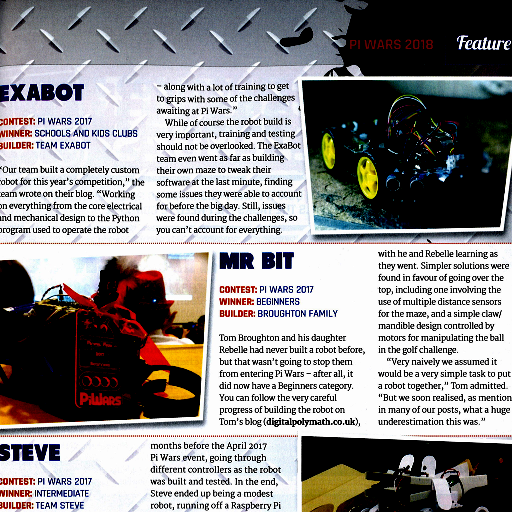 PI WARS 2018 Feature
EXABOT
CONTEST: PI WARS 2017
WINNER: SCHOOLS AND KIDS CLUBS
BUILDER: TEAM EXABOT
“Our team built a completely custom
robot for this year’s competition,” the
team wrote on their blog. “Working
on everything from the core electrical
and mechanical design to the Python
program used to operate the robot
– along with a lot of training to get
to grips with some of the challenges
awaiting at Pi Wars.”
While of course the robot build is
very important, training and testing
should not be overlooked. The ExaBot
team even went as far as building
their own maze to tweak their
software at the last minute, finding
some issues they were able to account
for before the big day. Still, issues
were found during the challenges, so
you can’t account for everything.
PiWARS
MR BIT
CONTEST: PI WARS 2017
WINNER: BEGINNERS
BUILDER: BROUGHTON FAMILY
Tom Broughton and his daughter
Rebelle had never built a robot before,
but that wasn’t going to stop them
from entering Pi Wars – after all, it
did now have a Beginners category.
You can follow the very careful
progress of building the robot on
Tom’s blog (digitalpolymath.co.uk),
with he and Rebelle learning as
they went. Simpler solutions were
found in favour of going over the
top, including one involving the
use of multiple distance sensors
for the maze, and a simple claw/
mandible design controlled by
motors for manipulating the ball
in the golf challenge.
“Very naively we assumed it
would be a very simple task to put
a robot together,” Tom admitted.
“But we soon realised, as mention
in many of our posts, what a huge
underestimation this was.”
STEVE
CONTEST: PI WARS 2017
WINNER: INTERMEDIATE
BUILDER: TEAM STEVE
months before the April 2017
Pi Wars event, going through
different controllers as the robot
was built and tested. In the end,
Steve ended up being a modest
robot, running off a Raspberry Pi